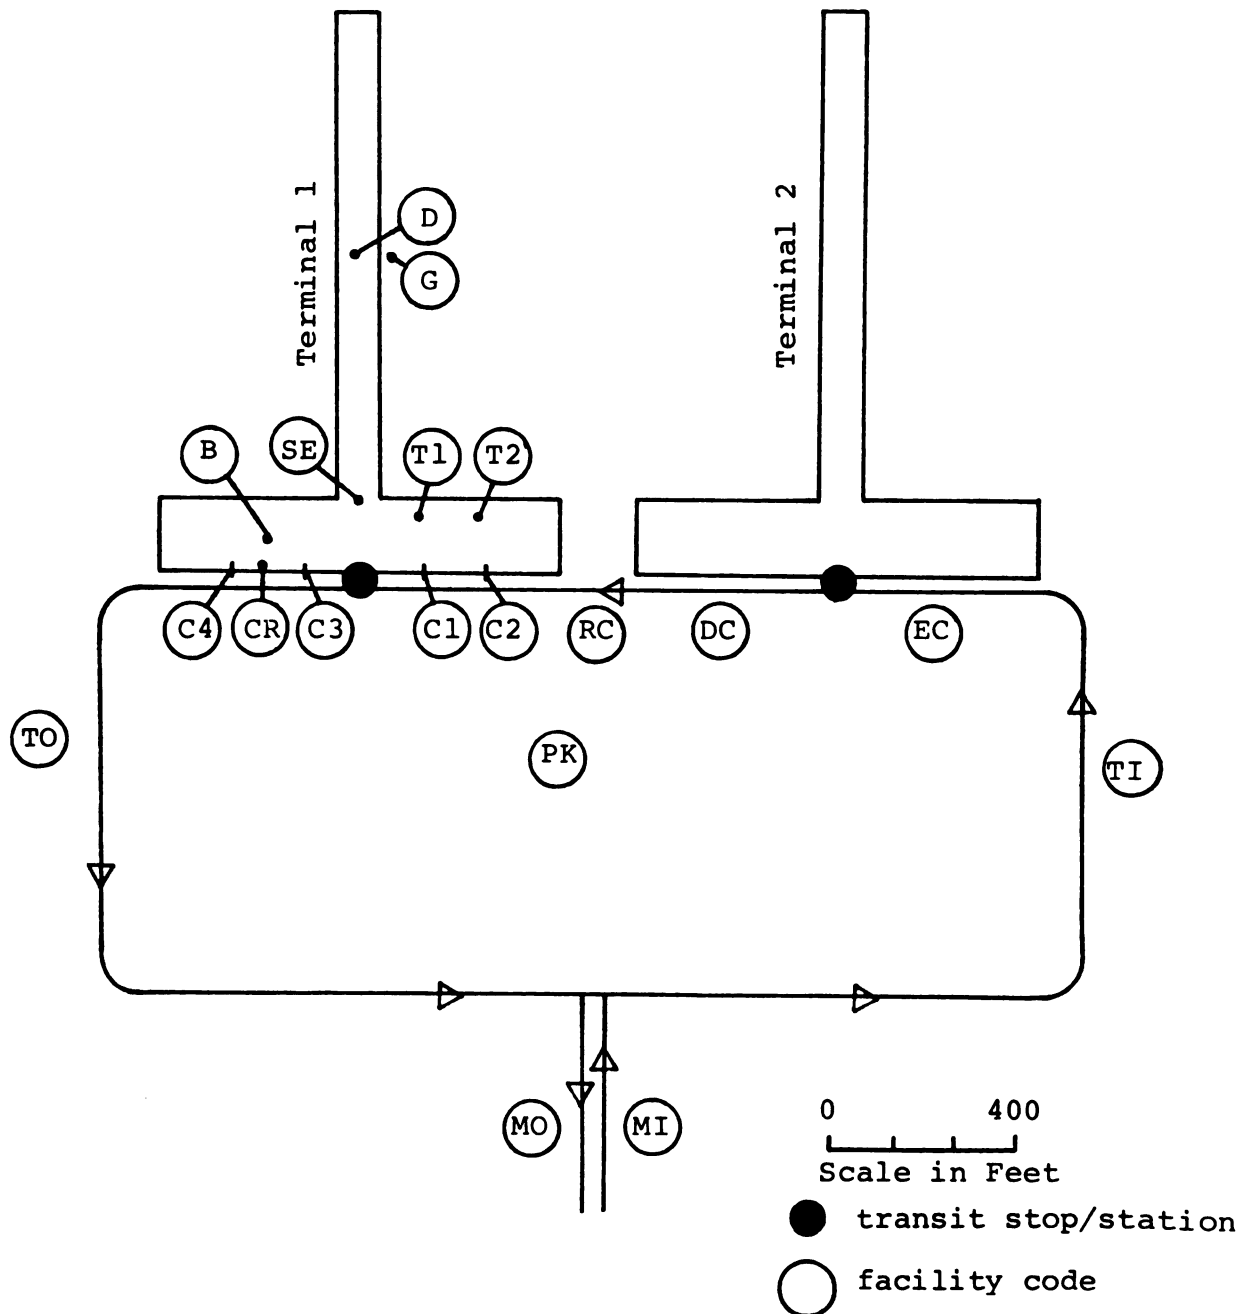 Terminal 1
Terminal 2
D
G
B
SE
T1
T2
C4
CR
C3
C1
C2
RC
DC
EC
TO
PK
TI
MO
MI
0 400
Scale in Feet
transit stop/station
facility code